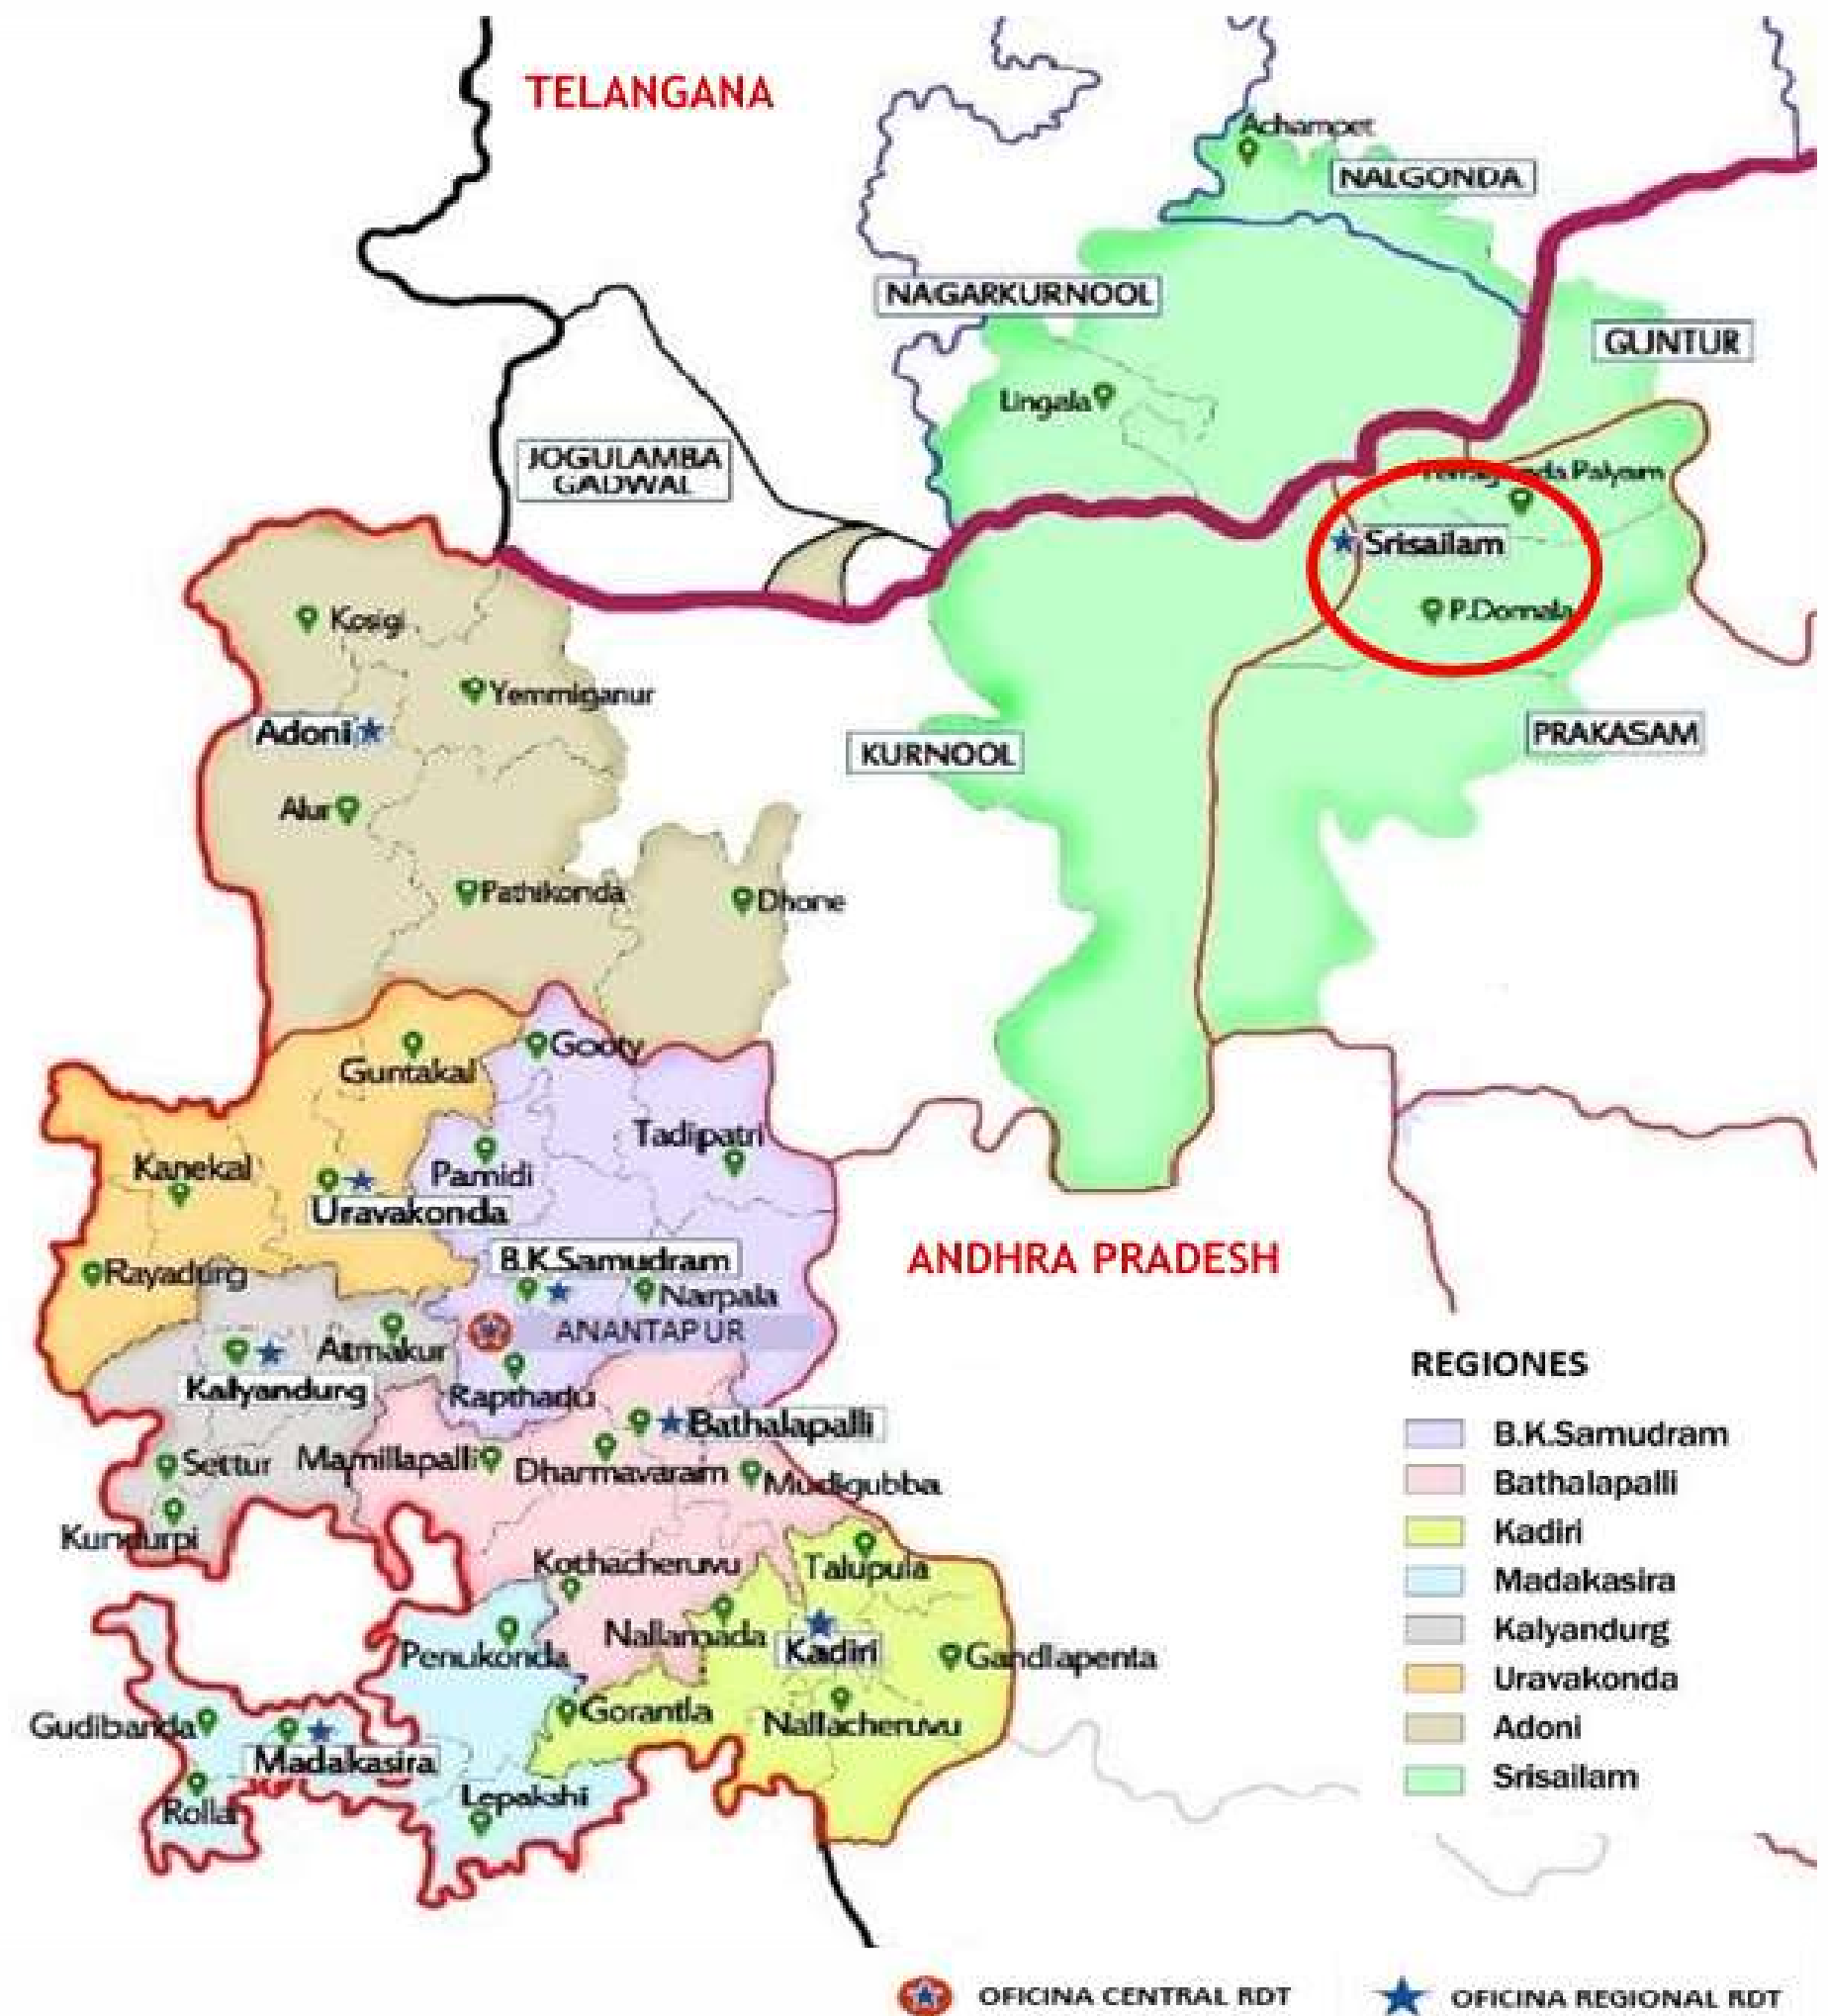 TELANGANA
Achampet
NALGONDA
NAGARKURNOOL
GUNTUR
Lingala
JOGULAMBA
GADWAL
Palyam
Srisailam
Kosigi
P.Dornala
Yemmiganur
Adoni
PRAKASAM
KURNOOL
Alur
Pathikonda
Dhone
Gooty
Guntakal
Tadipatri
Kanekal
Pamidi
Uravakonda
B.K.Samudram
ANDHRA PRADESH
Rayadurg
Narpala
ANANTAPUR
Atmakur
Kalyandurg
Rapthadu
Bathalapalli
Settur
Mamillapalli
Dharmavaram
Mudigubba
Kundurpi
Kothacheruvu
Talupula
Nallamada
Kadiri
Penukonda
Gandlapenta
Gorantla
Gudibanda
Nallacheruvu
Madakasira
Lepakshi
Rolla
REGIONES
B.K.Samudram
Bathalapalli
Kadiri
Madakasira
Kalyandurg
Uravakonda
Adoni
Srisailam
OFICINA CENTRAL RDT
OFICINA REGIONAL RDT